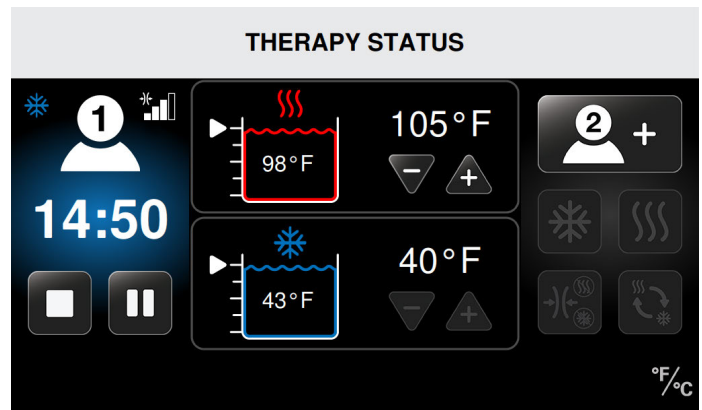 THERAPY STATUS
1
14:50
98°F
105°F
43°F
40°F
2 +
°F/°C